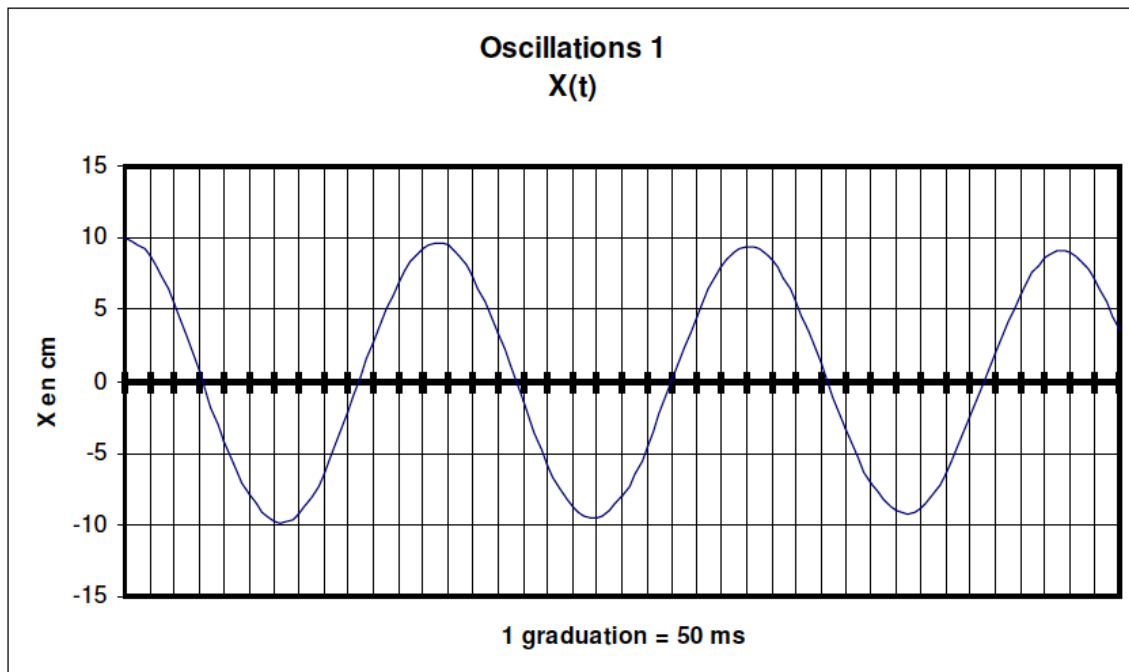 Oscillations 1
X(t)
15
10
5
0
-5
-10
-15
X en cm
1 graduation = 50 ms